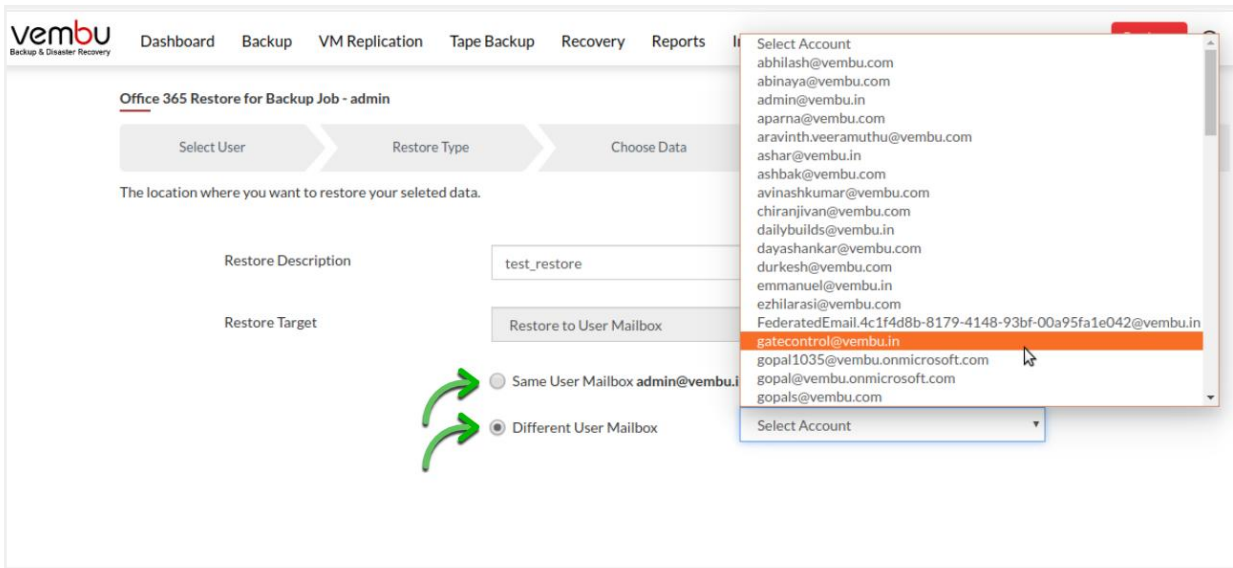 vembu
Backup & Disaster Recovery
Dashboard Backup VM Replication Tape Backup Recovery Reports
Office 365 Restore for Backup Job - admin
Select User Restore Type Choose Data
The location where you want to restore your seleted data.
Restore Description test_restore
Restore Target Restore to User Mailbox
Same User Mailbox admin@vembu.i
Different User Mailbox Select Account
Select Account
abhilash@vembu.com
abinaya@vembu.com
admin@vembu.in
aparna@vembu.com
aravinth.veeramuthu@vembu.com
ashar@vembu.in
ashbak@vembu.com
avinashkumar@vembu.com
chiranjivan@vembu.com
dailybuilds@vembu.in
dayashankar@vembu.com
durkesh@vembu.com
emmanuel@vembu.in
ezhilarasi@vembu.com
FederatedEmail.4c1f4d8b-8179-4148-93bf-00a95fa1e042@vembu.in
gatecontrol@vembu.in
gopal1035@vembu.onmicrosoft.com
gopal@vembu.onmicrosoft.com
gopals@vembu.com